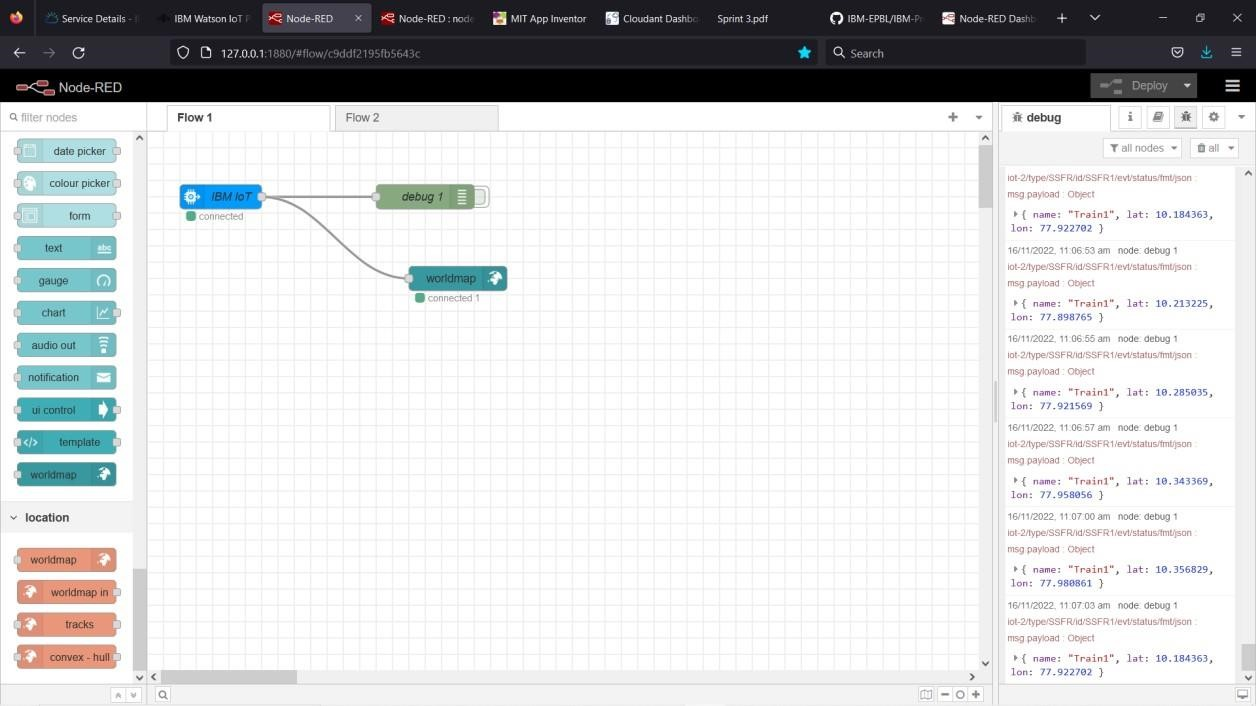 Service Details - I
IBM Watson IoT P
Node-RED
Node-RED : node
MIT App Inventor
Cloudant Dashbo
Sprint 3.pdf
IBM-EPBL/IBM-Pr
Node-RED Dashb
127.0.0.1:1880/#flow/c9ddf2195fb5643c
Search
Node-RED
Deploy
filter nodes
Flow 1
Flow 2
debug
all nodes
all
date picker
colour picker
form
text
abc
gauge
chart
audio out
notification
ui control
template
worldmap
location
worldmap
worldmap in
tracks
convex - hull
IBM IoT
connected
debug 1
worldmap
connected 1
iot-2/type/SSFR/id/SSFR1/evt/status/fmt/json :
msg.payload : Object
{ name: "Train1", lat: 10.184363,
lon: 77.922702 }
16/11/2022, 11:06:53 am node: debug 1
iot-2/type/SSFR/id/SSFR1/evt/status/fmt/json :
msg.payload : Object
{ name: "Train1", lat: 10.213225,
lon: 77.898765 }
16/11/2022, 11:06:55 am node: debug 1
iot-2/type/SSFR/id/SSFR1/evt/status/fmt/json :
msg.payload : Object
{ name: "Train1", lat: 10.285035,
lon: 77.921569 }
16/11/2022, 11:06:57 am node: debug 1
iot-2/type/SSFR/id/SSFR1/evt/status/fmt/json :
msg.payload : Object
{ name: "Train1", lat: 10.343369,
lon: 77.958056 }
16/11/2022, 11:07:00 am node: debug 1
iot-2/type/SSFR/id/SSFR1/evt/status/fmt/json :
msg.payload : Object
{ name: "Train1", lat: 10.356829,
lon: 77.980861 }
16/11/2022, 11:07:03 am node: debug 1
iot-2/type/SSFR/id/SSFR1/evt/status/fmt/json :
msg.payload : Object
{ name: "Train1", lat: 10.184363,
lon: 77.922702 }